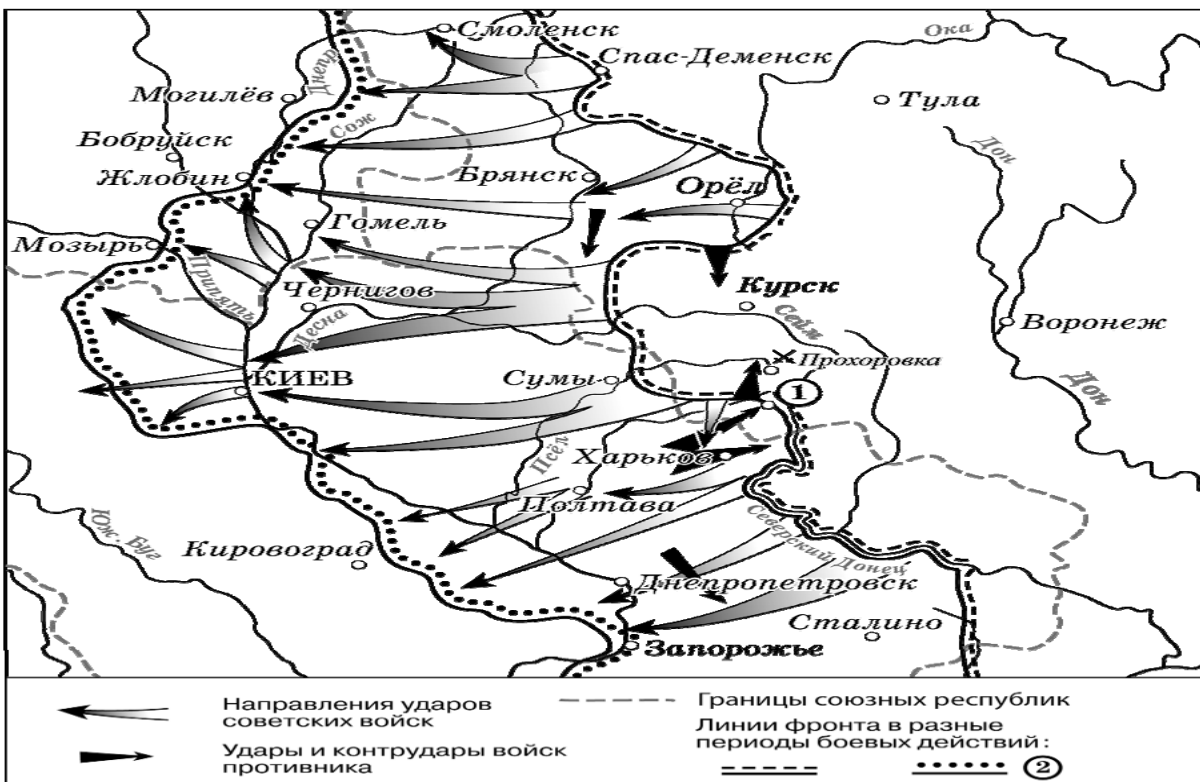 Смоленск
Ока
Спас-Деменск
Днепр
Могилёв
Тула
Сож
Бобруйск
Дон
Жлобин
Брянск
Орёл
Гомель
Мозырь
Припять
Чернигов
Курск
Десна
Сейм
Воронеж
Прохоровка
КИЕВ
Сумы
1
Дон
Псёл
Харьков
Полтава
Юж. Буг
Северский Донец
Кировоград
Днепропетровск
Сталино
Запорожье
Направления ударов
советских войск
Удары и контрудары войск
противника
Границы союзных республик
Линии фронта в разные
периоды боевых действий:
2